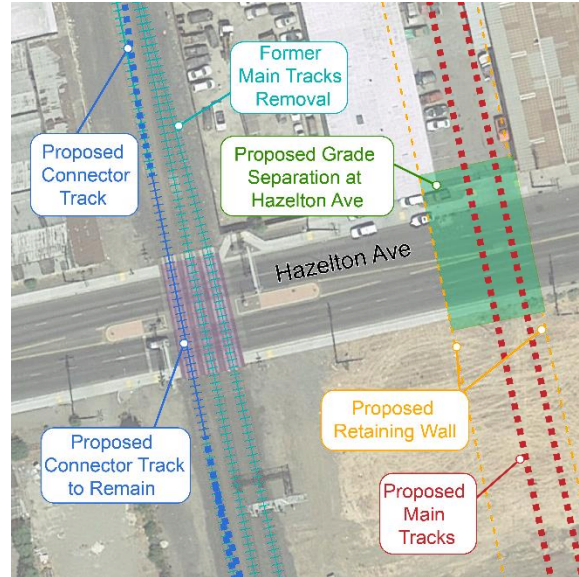 Former
Main Tracks
Removal
Proposed
Connector
Track
Proposed Grade
Separation at
Hazelton Ave
Hazelton Ave
Proposed
Connector Track
to Remain
Proposed
Retaining Wall
Proposed
Main
Tracks